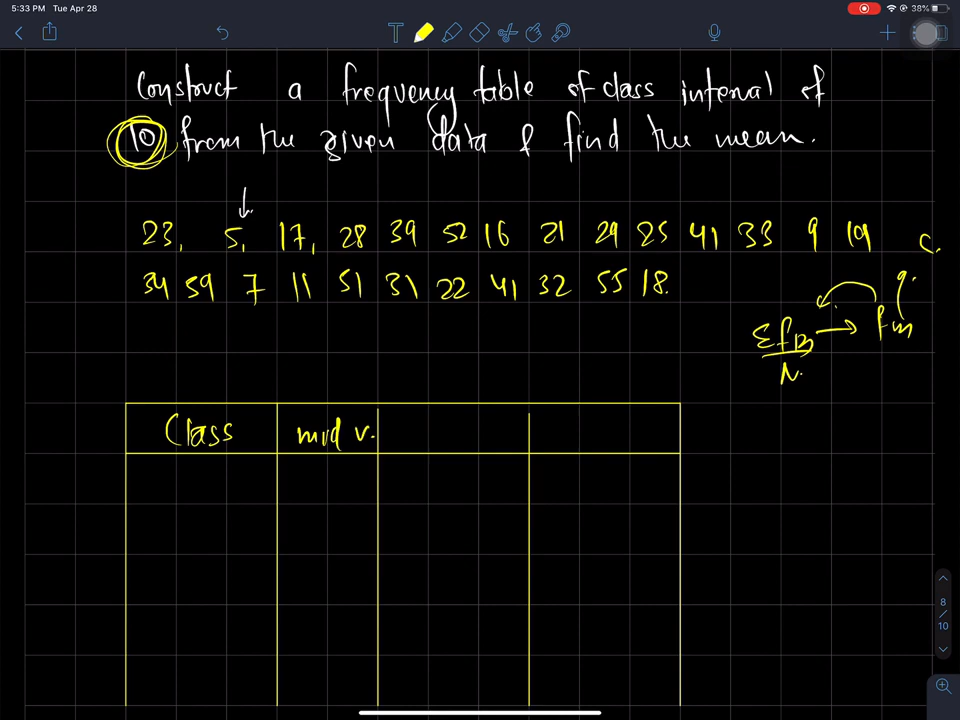 5:33 PM Tue Apr 28
38%
Construct a frequency table of class interval of
10 from the given data & find the mean.
23, 5, 17, 28 39 52 16 21 29 25 41 33 9 19 c.
34 59 7 11 51 31 22 41 32 55 18.
Σfm → fm
N.
Class mid v.
8
/
10